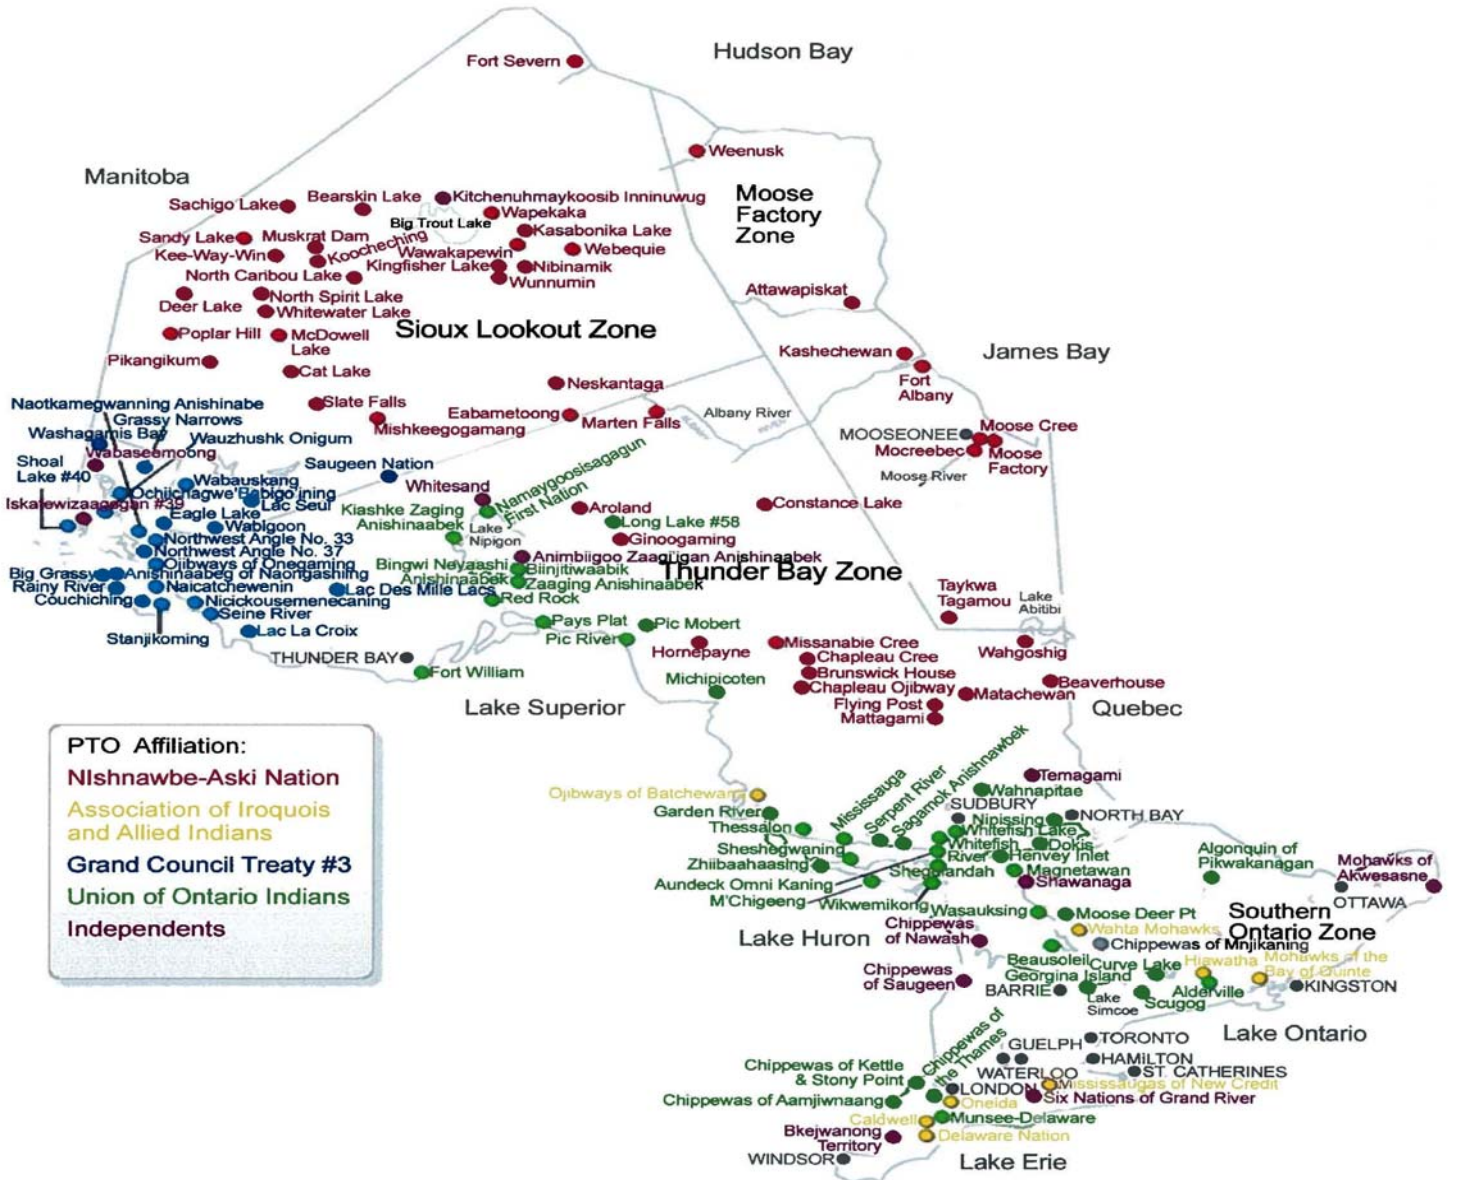 Hudson Bay
Fort Severn
Weenusk
Manitoba
Moose
Factory
Zone
Bearskin Lake
Kitchenuhmaykoosib Inninuwug
Sachigo Lake
Wapekaka
Big Trout Lake
Kasabonika Lake
Sandy Lake
Muskrat Dam
Koocheching
Wawakapewin
Webequie
Kee-Way-Win
Kingfisher Lake
Nibinamik
North Caribou Lake
Wunnumin
Attawapiskat
Deer Lake
North Spirit Lake
Whitewater Lake
Sioux Lookout Zone
Poplar Hill
McDowell
Lake
Kashechewan
James Bay
Pikangikum
Cat Lake
Fort
Albany
Neskantaga
Naotkamegwanning Anishinabe
Slate Falls
Grassy Narrows
Eabametoong
Marten Falls
Albany River
Mishkeegogamang
Washagamis Bay
Wauzhushk Onigum
MOOSEONEE
Moose Cree
Wabaseemoong
Mocreebec
Moose
Factory
Shoal
Lake #40
Saugeen Nation
Moose River
Whitesand
Namaygoosisagagun
First Nation
Wabauskang
Ochiichagwe'Babigo'ining
Iskatewizaagegan #39
Lac Seul
Kiashke Zaging
Anishinaabek
Aroland
Constance Lake
Eagle Lake
Lake
Nipigon
Long Lake #58
Wabigoon
Ginoogaming
Northwest Angle No. 33
Northwest Angle No. 37
Animbiigoo Zaagi'igan Anishinaabek
Ojibways of Onegaming
Bingwi Neyaashi
Anishinaabek
Biinjitiwaabik
Zaaging Anishinaabek
Thunder Bay Zone
Big Grassy
Anishinaabeg of Naongashiing
Rainy River
Naicatchewenin
Lac Des Mille Lacs
Red Rock
Taykwa
Tagamou
Lake
Abitibi
Couchiching
Nicickousemenecaning
Seine River
Stanjikoming
Lac La Croix
Pays Plat
Pic Mobert
Pic River
Hornepayne
Missanabie Cree
Wahgoshig
THUNDER BAY
Chapleau Cree
Fort William
Brunswick House
Michipicoten
Chapleau Ojibway
Beaverhouse
Matachewan
Lake Superior
Flying Post
Quebec
Mattagami
PTO Affiliation:
NIshnawbe-Aski Nation
Association of Iroquois
and Allied Indians
Grand Council Treaty #3
Union of Ontario Indians
Independents
Temagami
Ojibways of Batchewana
Mississauga
Serpent River
Sagamok Anishnawbek
Wahnapitae
SUDBURY
Garden River
Nipissing
NORTH BAY
Thessalon
Whitefish Lake
Sheshegwaning
Whitefish
River
Dokis
Algonquin of
Pikwakanagan
Zhiibaahaasing
Henvey Inlet
Mohawks of
Akwesasne
Sheguiandah
Magnetawan
Aundeck Omni Kaning
Shawanaga
M'Chigeeng
Wikwemikong
OTTAWA
Wasauksing
Moose Deer Pt
Southern
Ontario Zone
Chippewas
of Nawash
Wahta Mohawks
Lake Huron
Chippewas of Mnjikaning
Beausoleil
Curve Lake
Hiawatha
Mohawks of the
Bay of Quinte
Chippewas
of Saugeen
Georgina Island
BARRIE
Alderville
KINGSTON
Lake
Simcoe
Scugog
Lake Ontario
Chippewas of
the Thames
GUELPH
TORONTO
Chippewas of Kettle
& Stony Point
HAMILTON
WATERLOO
ST. CATHERINES
LONDON
Mississaugas of New Credit
Chippewas of Aamjiwnaang
Oneida
Six Nations of Grand River
Caldwell
Munsee-Delaware
Bkejwanong
Territory
Delaware Nation
WINDSOR
Lake Erie